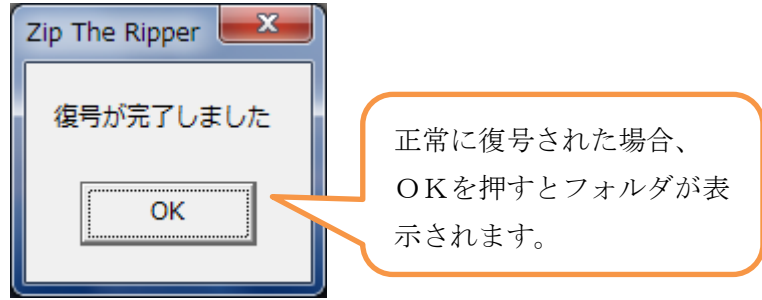 Zip The Ripper
復号が完了しました
OK
正常に復号された場合、
ＯＫを押すとフォルダが表
示されます。